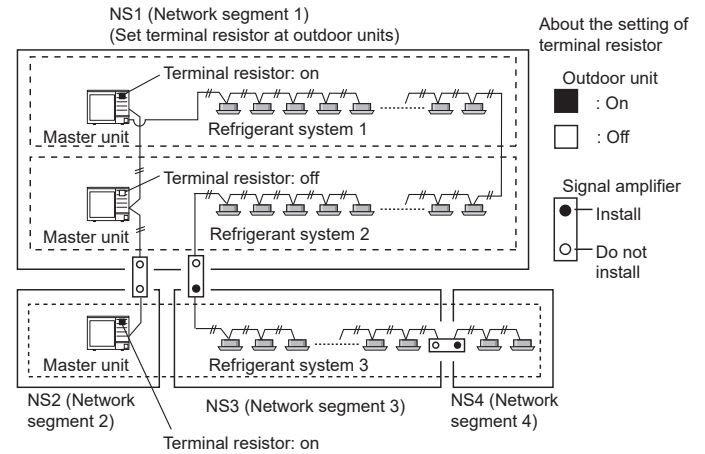 NS1 (Network segment 1)
(Set terminal resistor at outdoor units)
Terminal resistor: on
Master unit
Refrigerant system 1
Terminal resistor: off
Master unit
Refrigerant system 2
Master unit
Refrigerant system 3
NS2 (Network
segment 2)
NS3 (Network segment 3)
NS4 (Network
segment 4)
Terminal resistor: on
About the setting of
terminal resistor
Outdoor unit
: On
: Off
Signal amplifier
Install
Do not
install